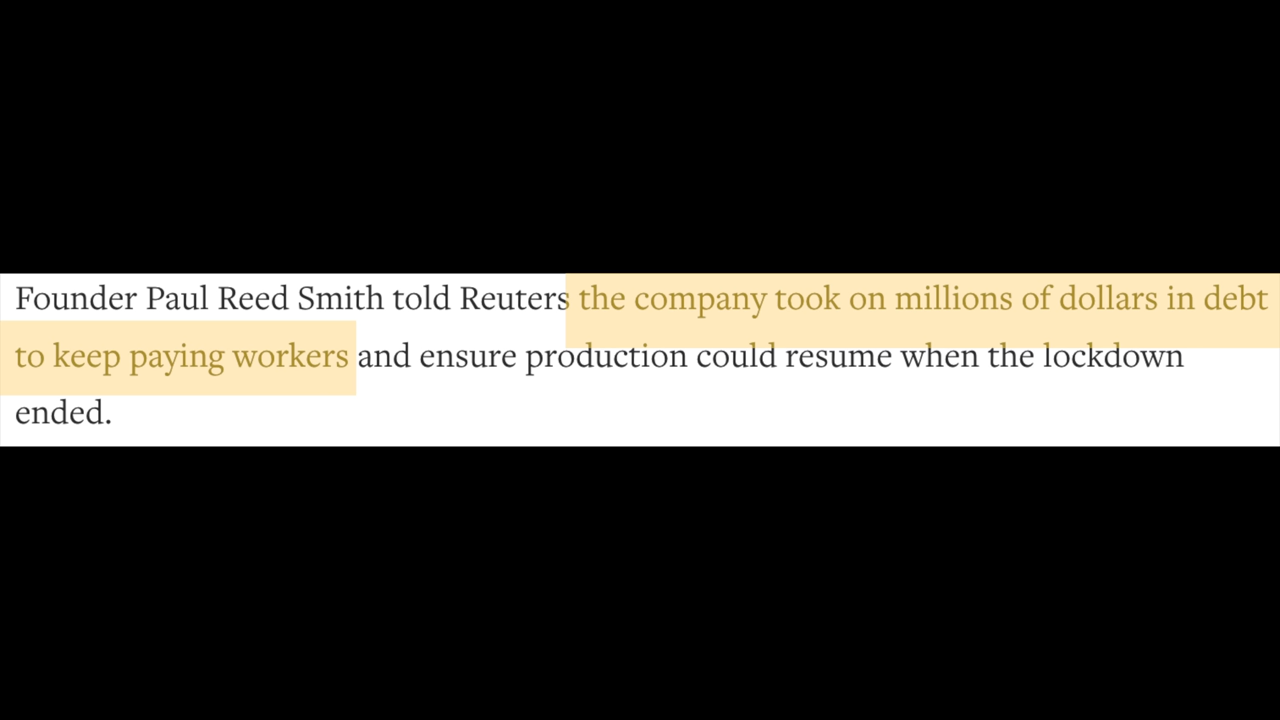 Founder Paul Reed Smith told Reuters the company took on millions of dollars in debt
to keep paying workers and ensure production could resume when the lockdown
ended.